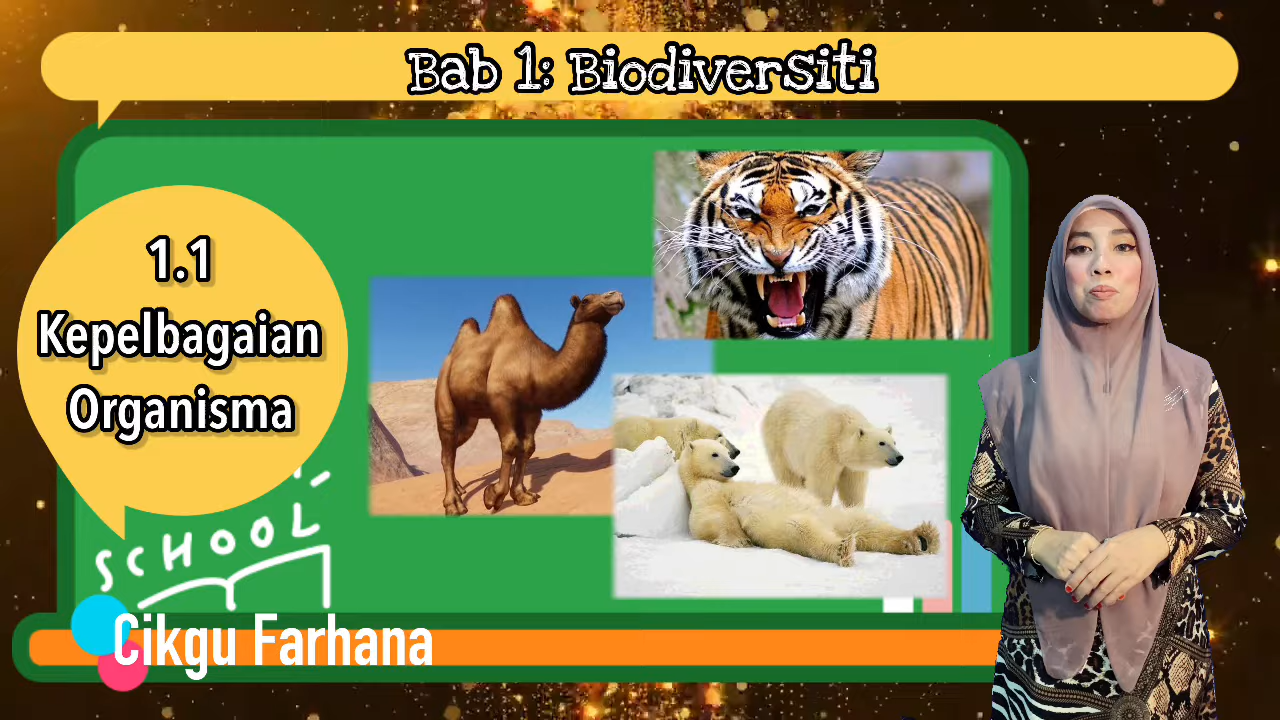 Bab 1: Biodiversiti
1.1
Kepelbagaian
Organisma
SCHOOL
Cikgu Farhana